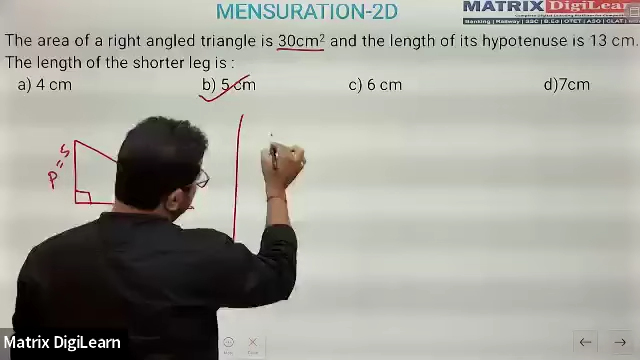 MENSURATION-2D
MATRIX DigiLearn
The area of a right angled triangle is 30cm² and the length of its hypotenuse is 13 cm.
The length of the shorter leg is :
a) 4 cm
b) 5 cm
c) 6 cm
d)7cm
P = 5
Matrix DigiLearn